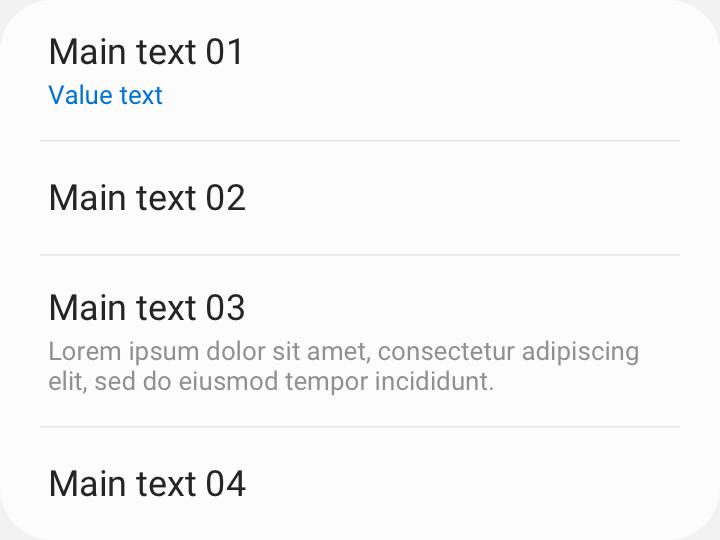 Main text 01
Value text
Main text 02
Main text 03
Lorem ipsum dolor sit amet, consectetur adipiscing
elit, sed do eiusmod tempor incididunt.
Main text 04